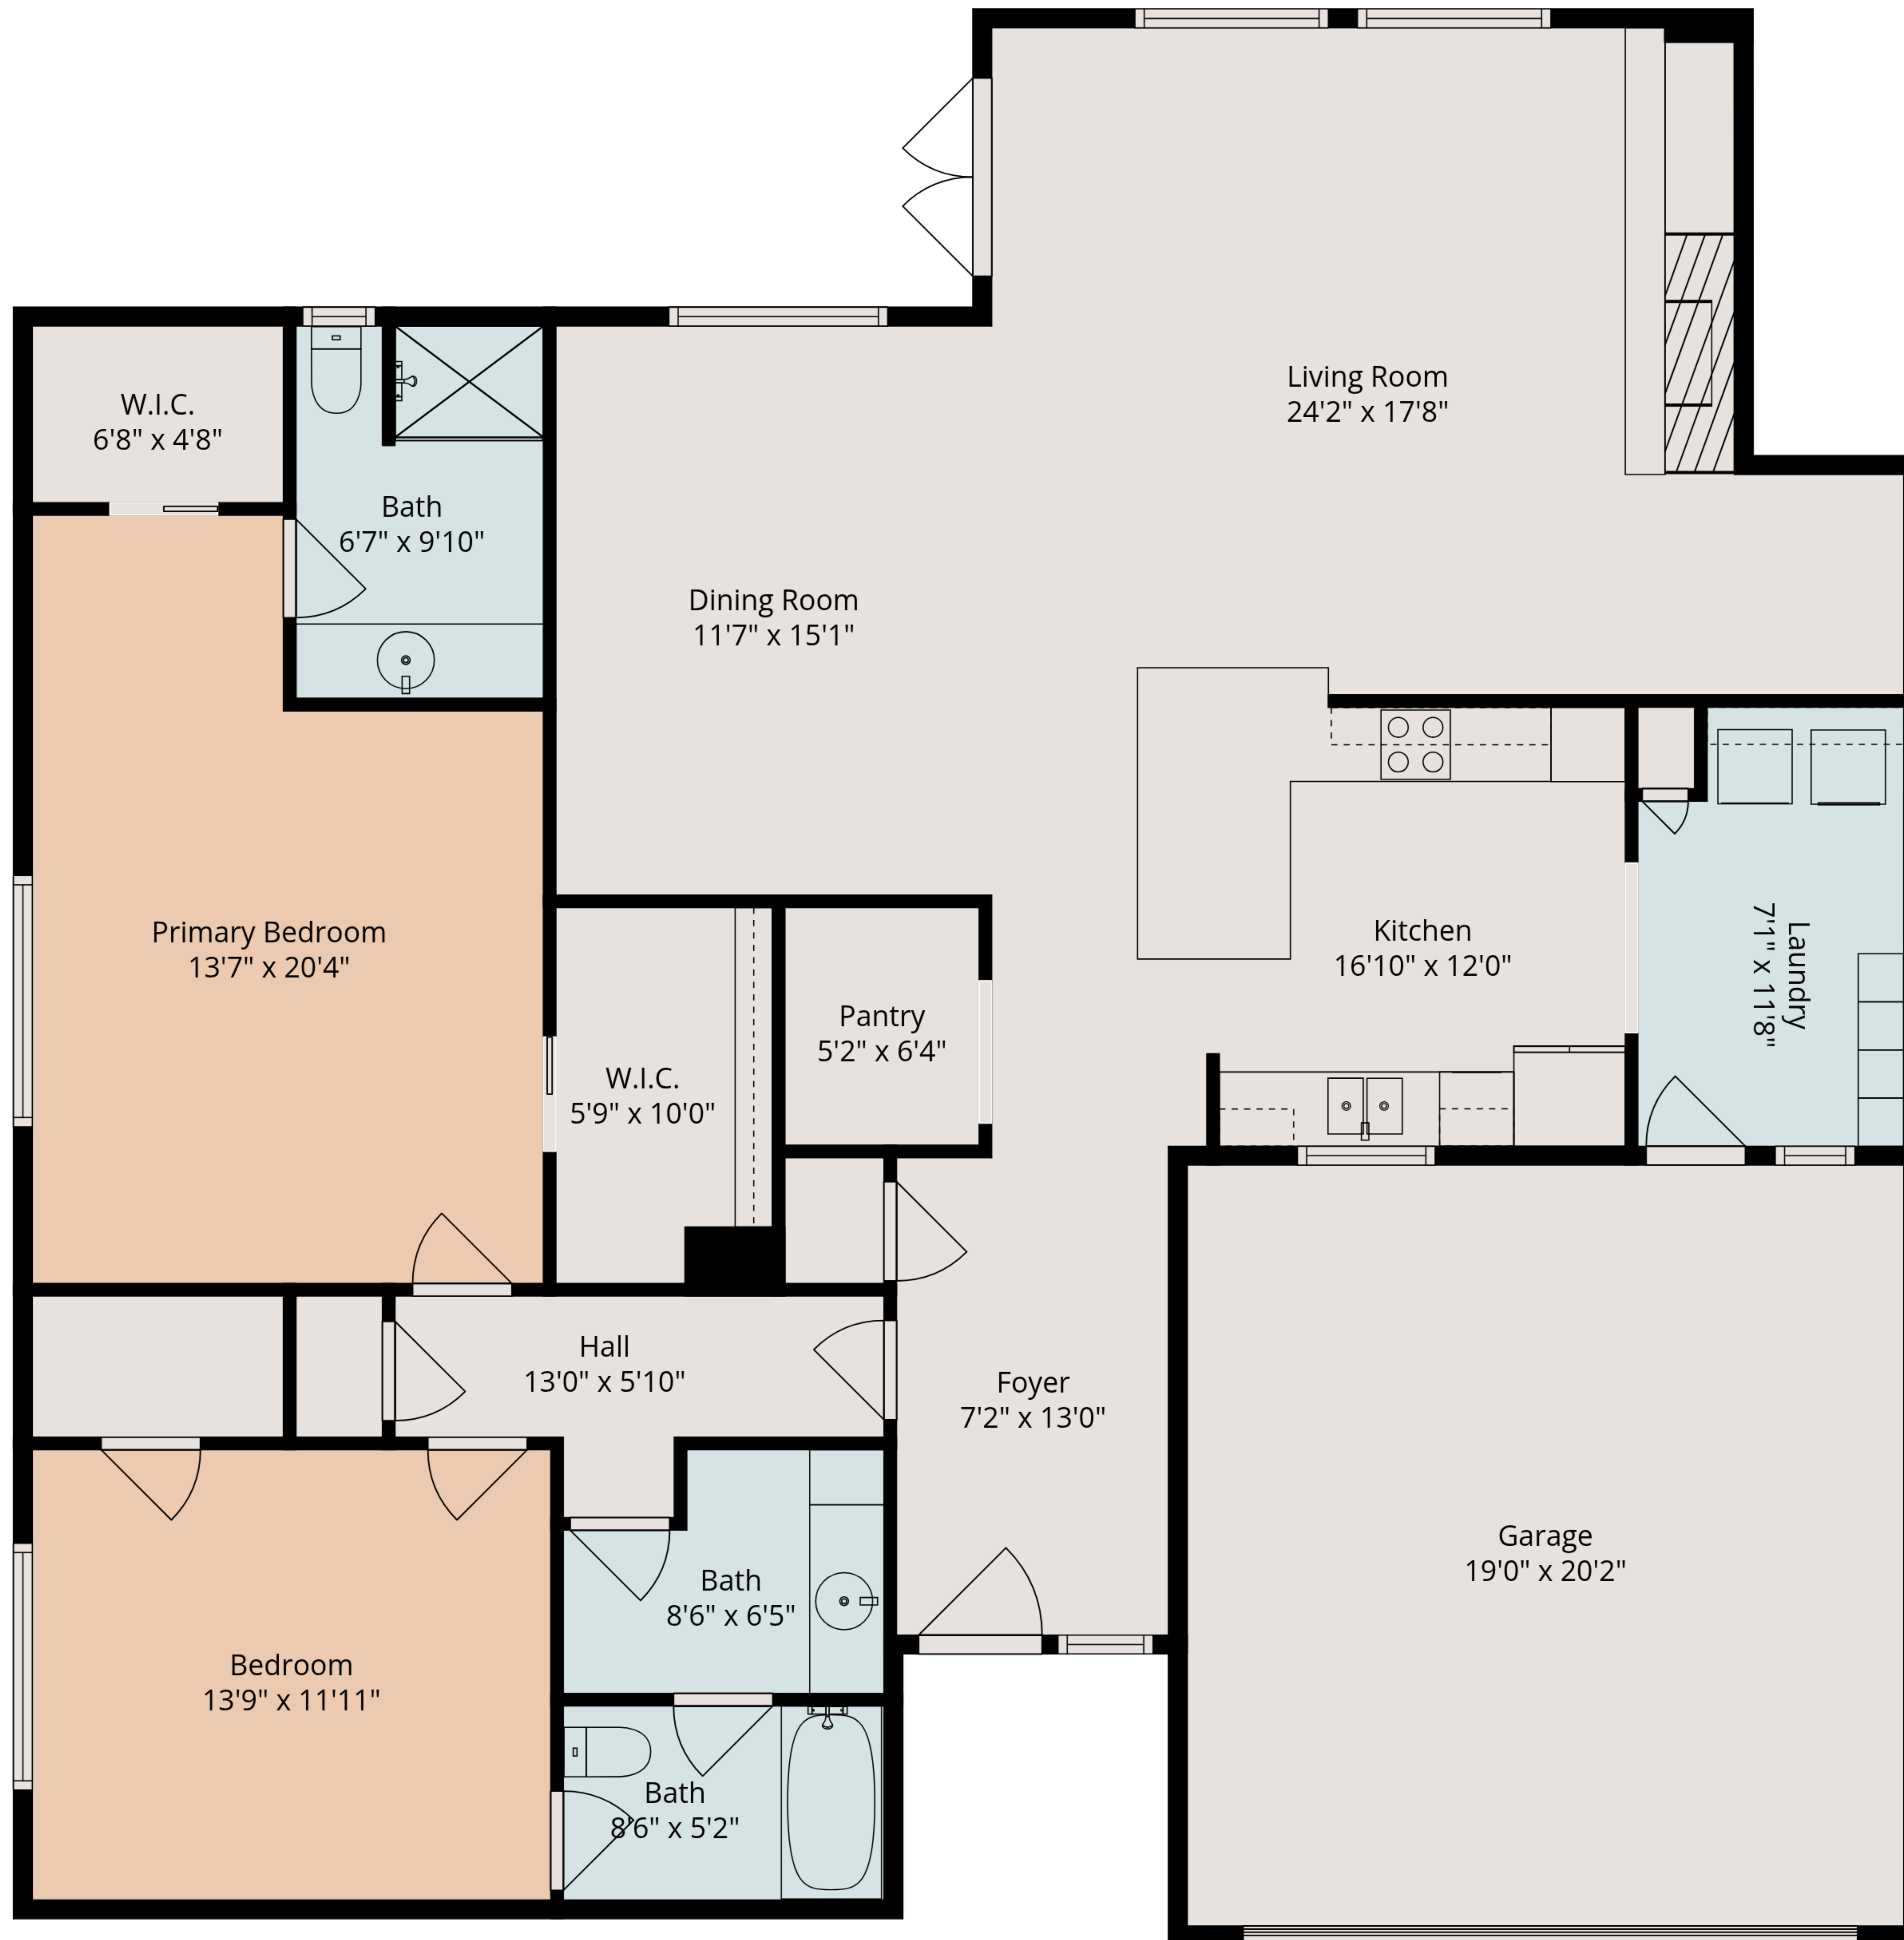 Living Room
24'2" x 17'8"
W.I.C.
6'8" x 4'8"
Bath
6'7" x 9'10"
Dining Room
11'7" x 15'1"
Primary Bedroom
13'7" x 20'4"
Kitchen
16'10" x 12'0"
Laundry
7'1" x 11'8"
Pantry
5'2" x 6'4"
W.I.C.
5'9" x 10'0"
Hall
13'0" x 5'10"
Foyer
7'2" x 13'0"
Garage
19'0" x 20'2"
Bath
8'6" x 6'5"
Bedroom
13'9" x 11'11"
Bath
8'6" x 5'2"